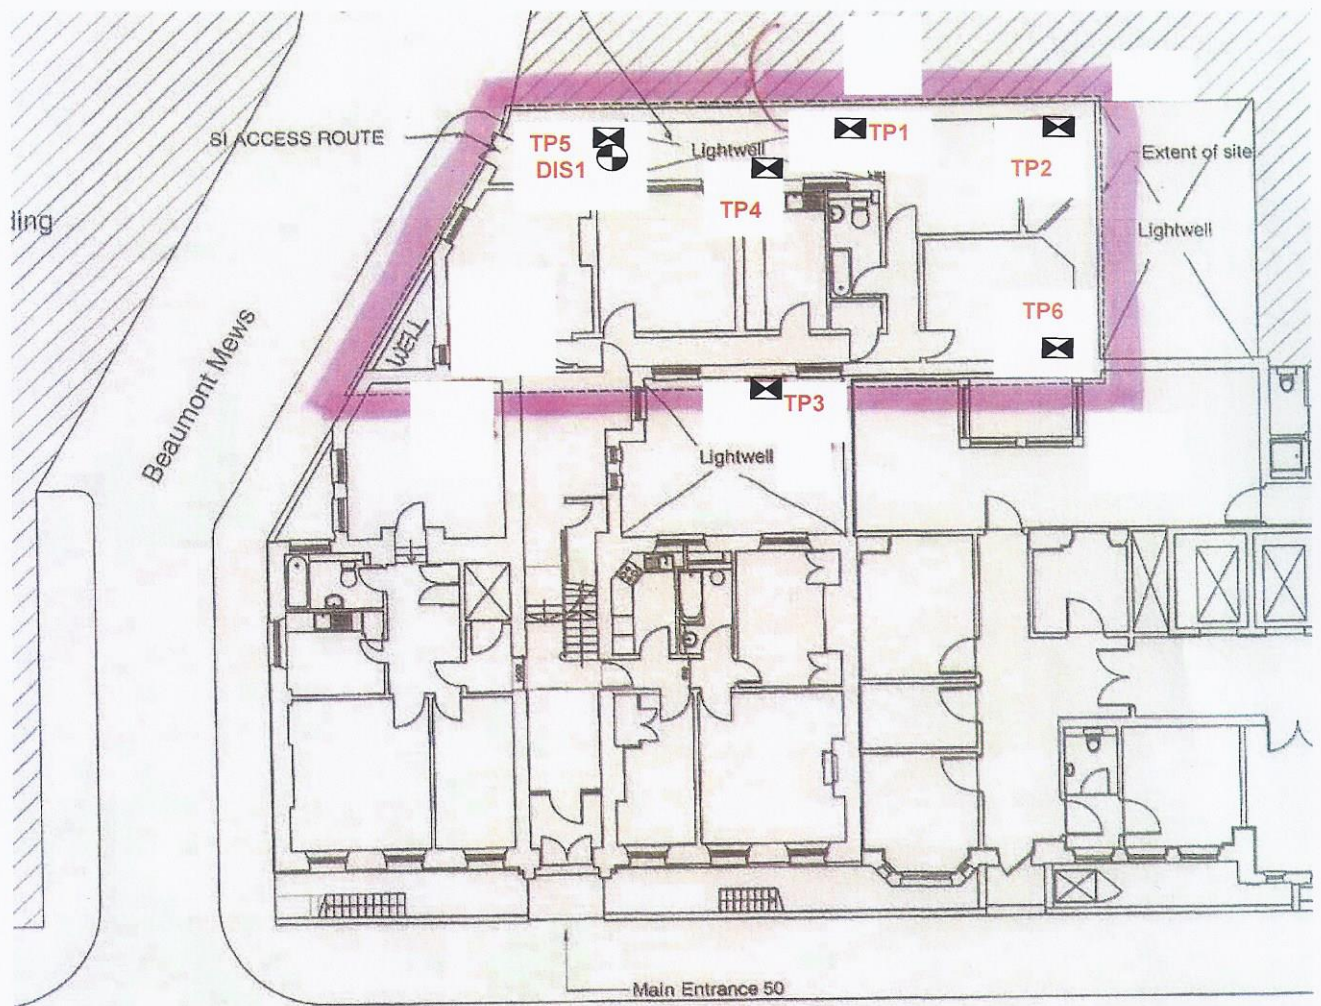 SI ACCESS ROUTE
TP5
DIS1
Lightwell
TP1
TP2
Extent of site
TP4
Lightwell
ding
TP6
WELL
Beaumont Mews
TP3
Lightwell
Main Entrance 50